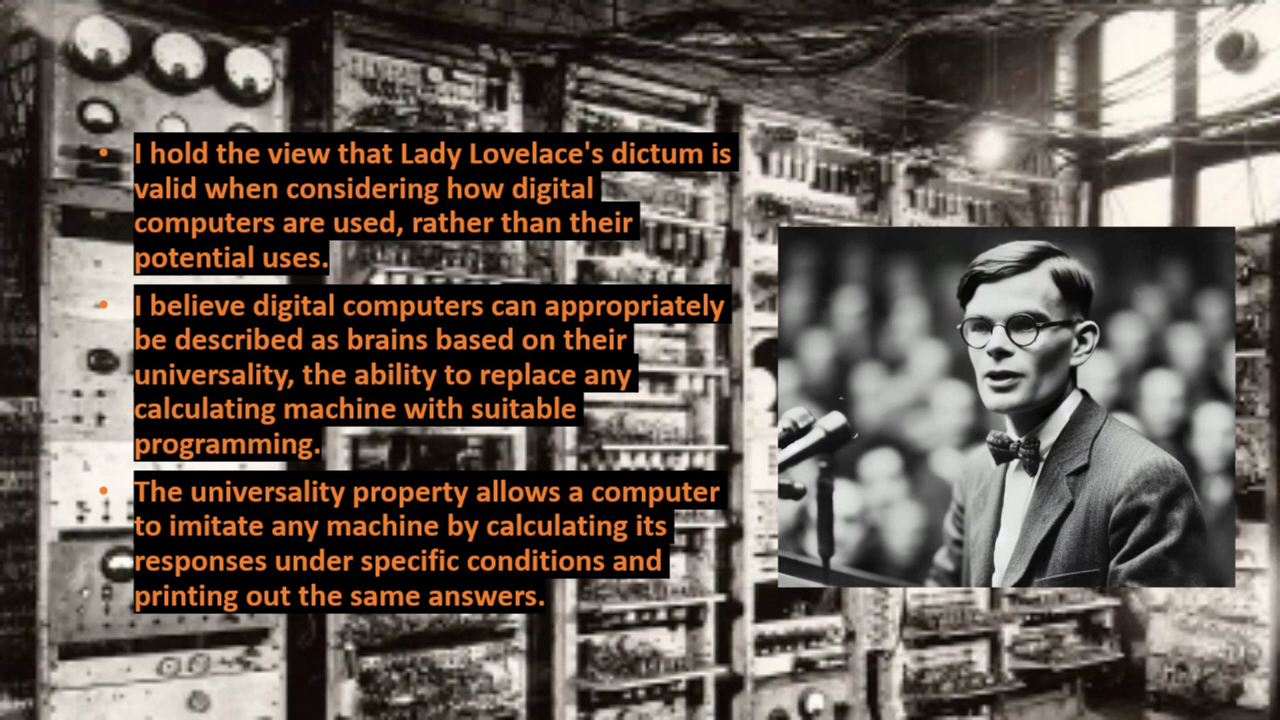 • I hold the view that Lady Lovelace's dictum is
valid when considering how digital
computers are used, rather than their
potential uses.
• I believe digital computers can appropriately
be described as brains based on their
universality, the ability to replace any
calculating machine with suitable
programming.
• The universality property allows a computer
to imitate any machine by calculating its
responses under specific conditions and
printing out the same answers.